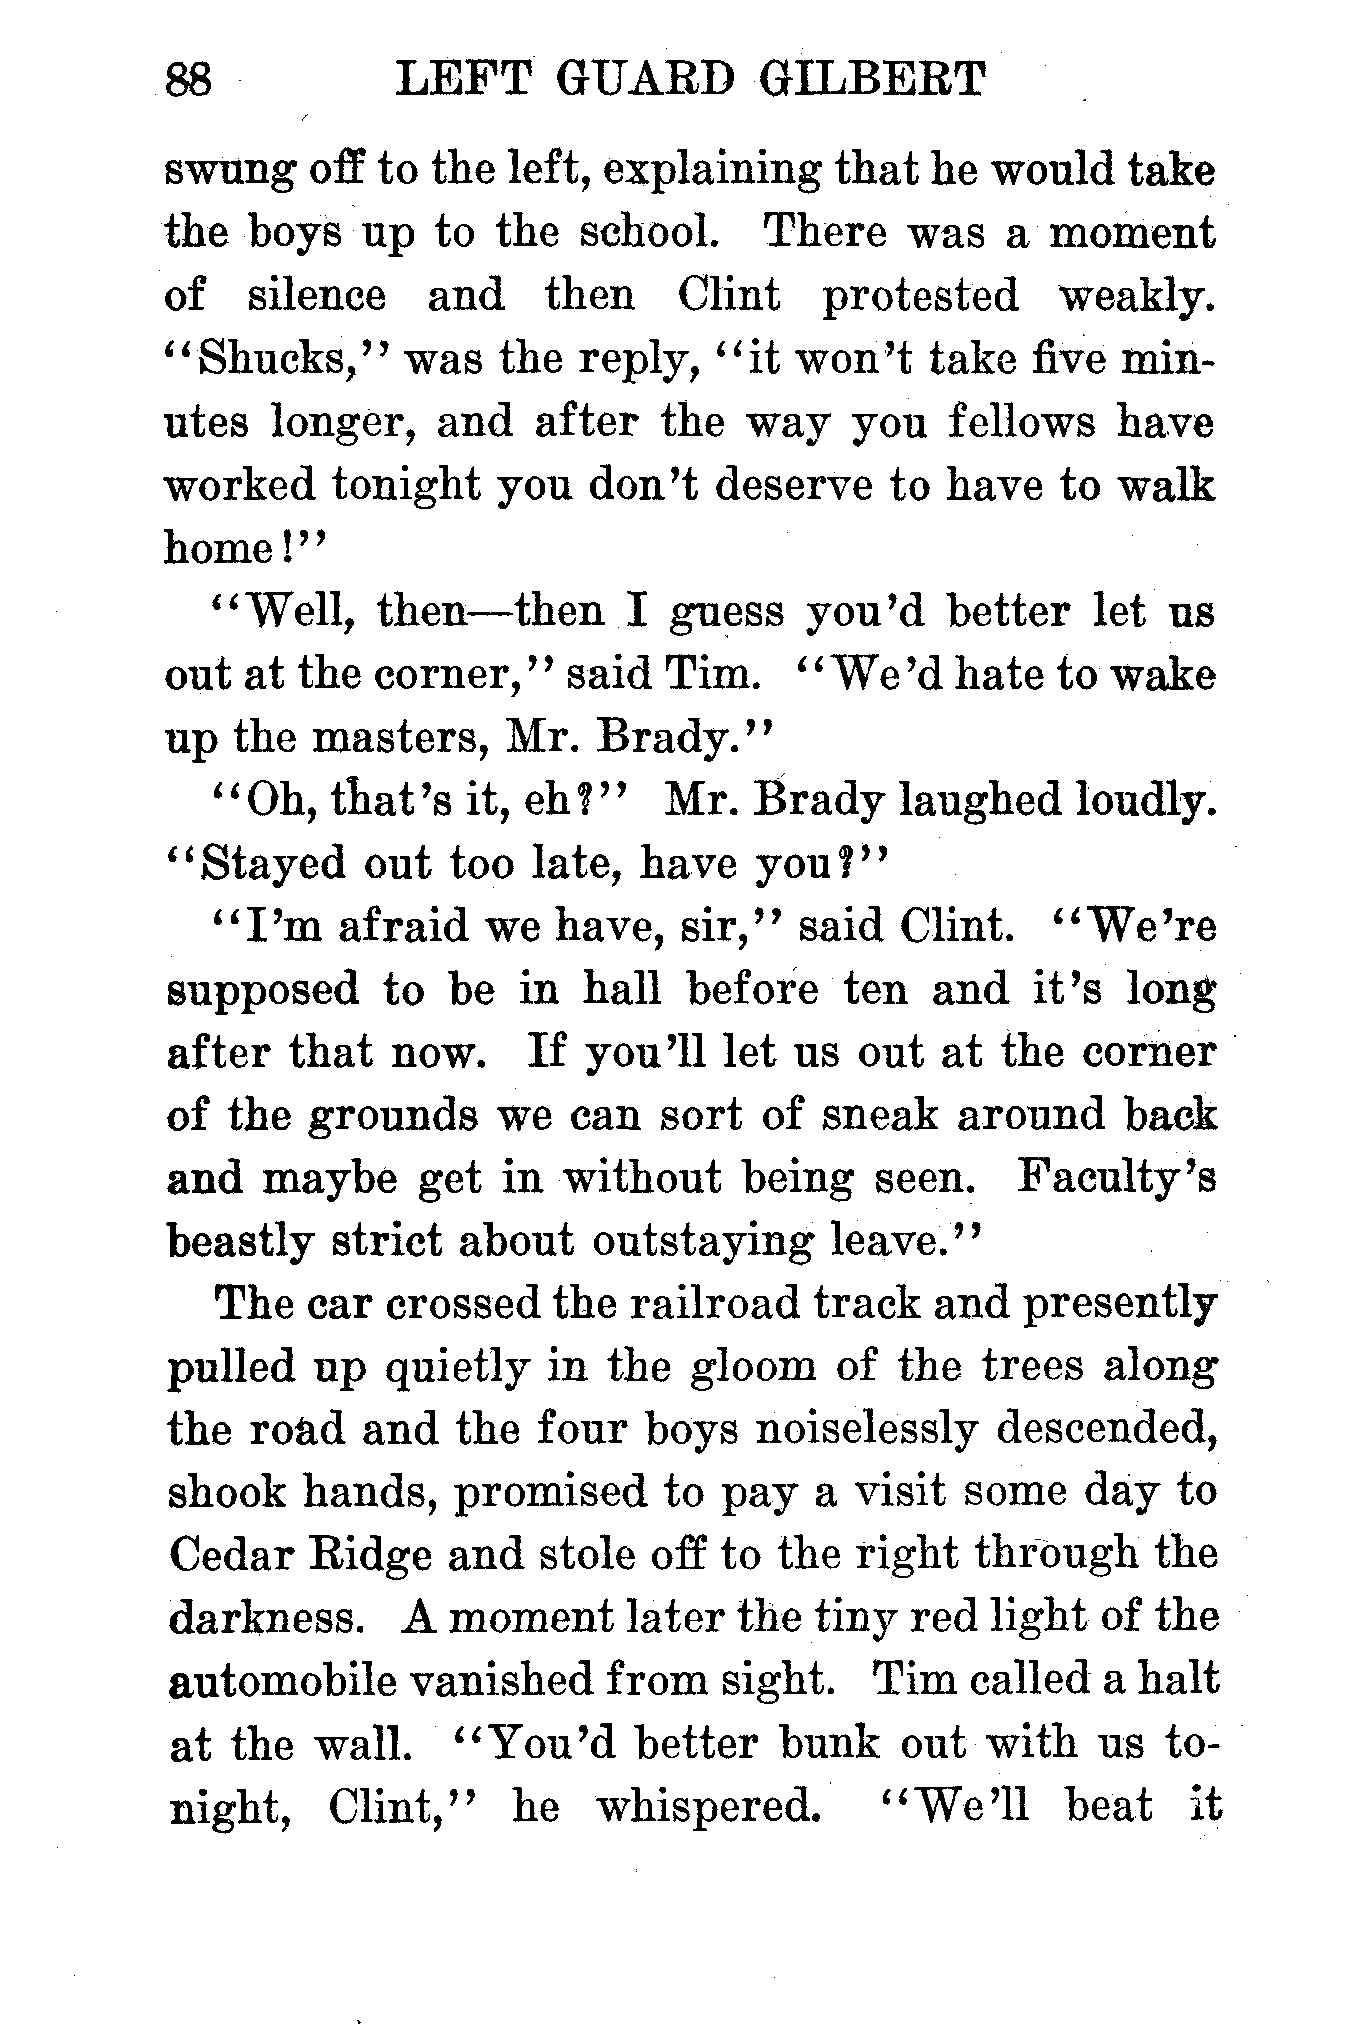 88 LEFT GUARD GILBERT
swung off to the left, explaining that he would take
the boys up to the school. There was a moment
of silence and then Clint protested weakly.
"Shucks," was the reply, "it won't take five min-
utes longer, and after the way you fellows have
worked tonight you don't deserve to have to walk
home!"
"Well, then—then I guess you'd better let us
out at the corner," said Tim. "We'd hate to wake
up the masters, Mr. Brady."
"Oh, that's it, eh?" Mr. Brady laughed loudly.
"Stayed out too late, have you?"
"I'm afraid we have, sir," said Clint. "We're
supposed to be in hall before ten and it's long
after that now. If you'll let us out at the corner
of the grounds we can sort of sneak around back
and maybe get in without being seen. Faculty's
beastly strict about outstaying leave."
The car crossed the railroad track and presently
pulled up quietly in the gloom of the trees along
the road and the four boys noiselessly descended,
shook hands, promised to pay a visit some day to
Cedar Ridge and stole off to the right through the
darkness. A moment later the tiny red light of the
automobile vanished from sight. Tim called a halt
at the wall. "You'd better bunk out with us to-
night, Clint," he whispered. "We'll beat it